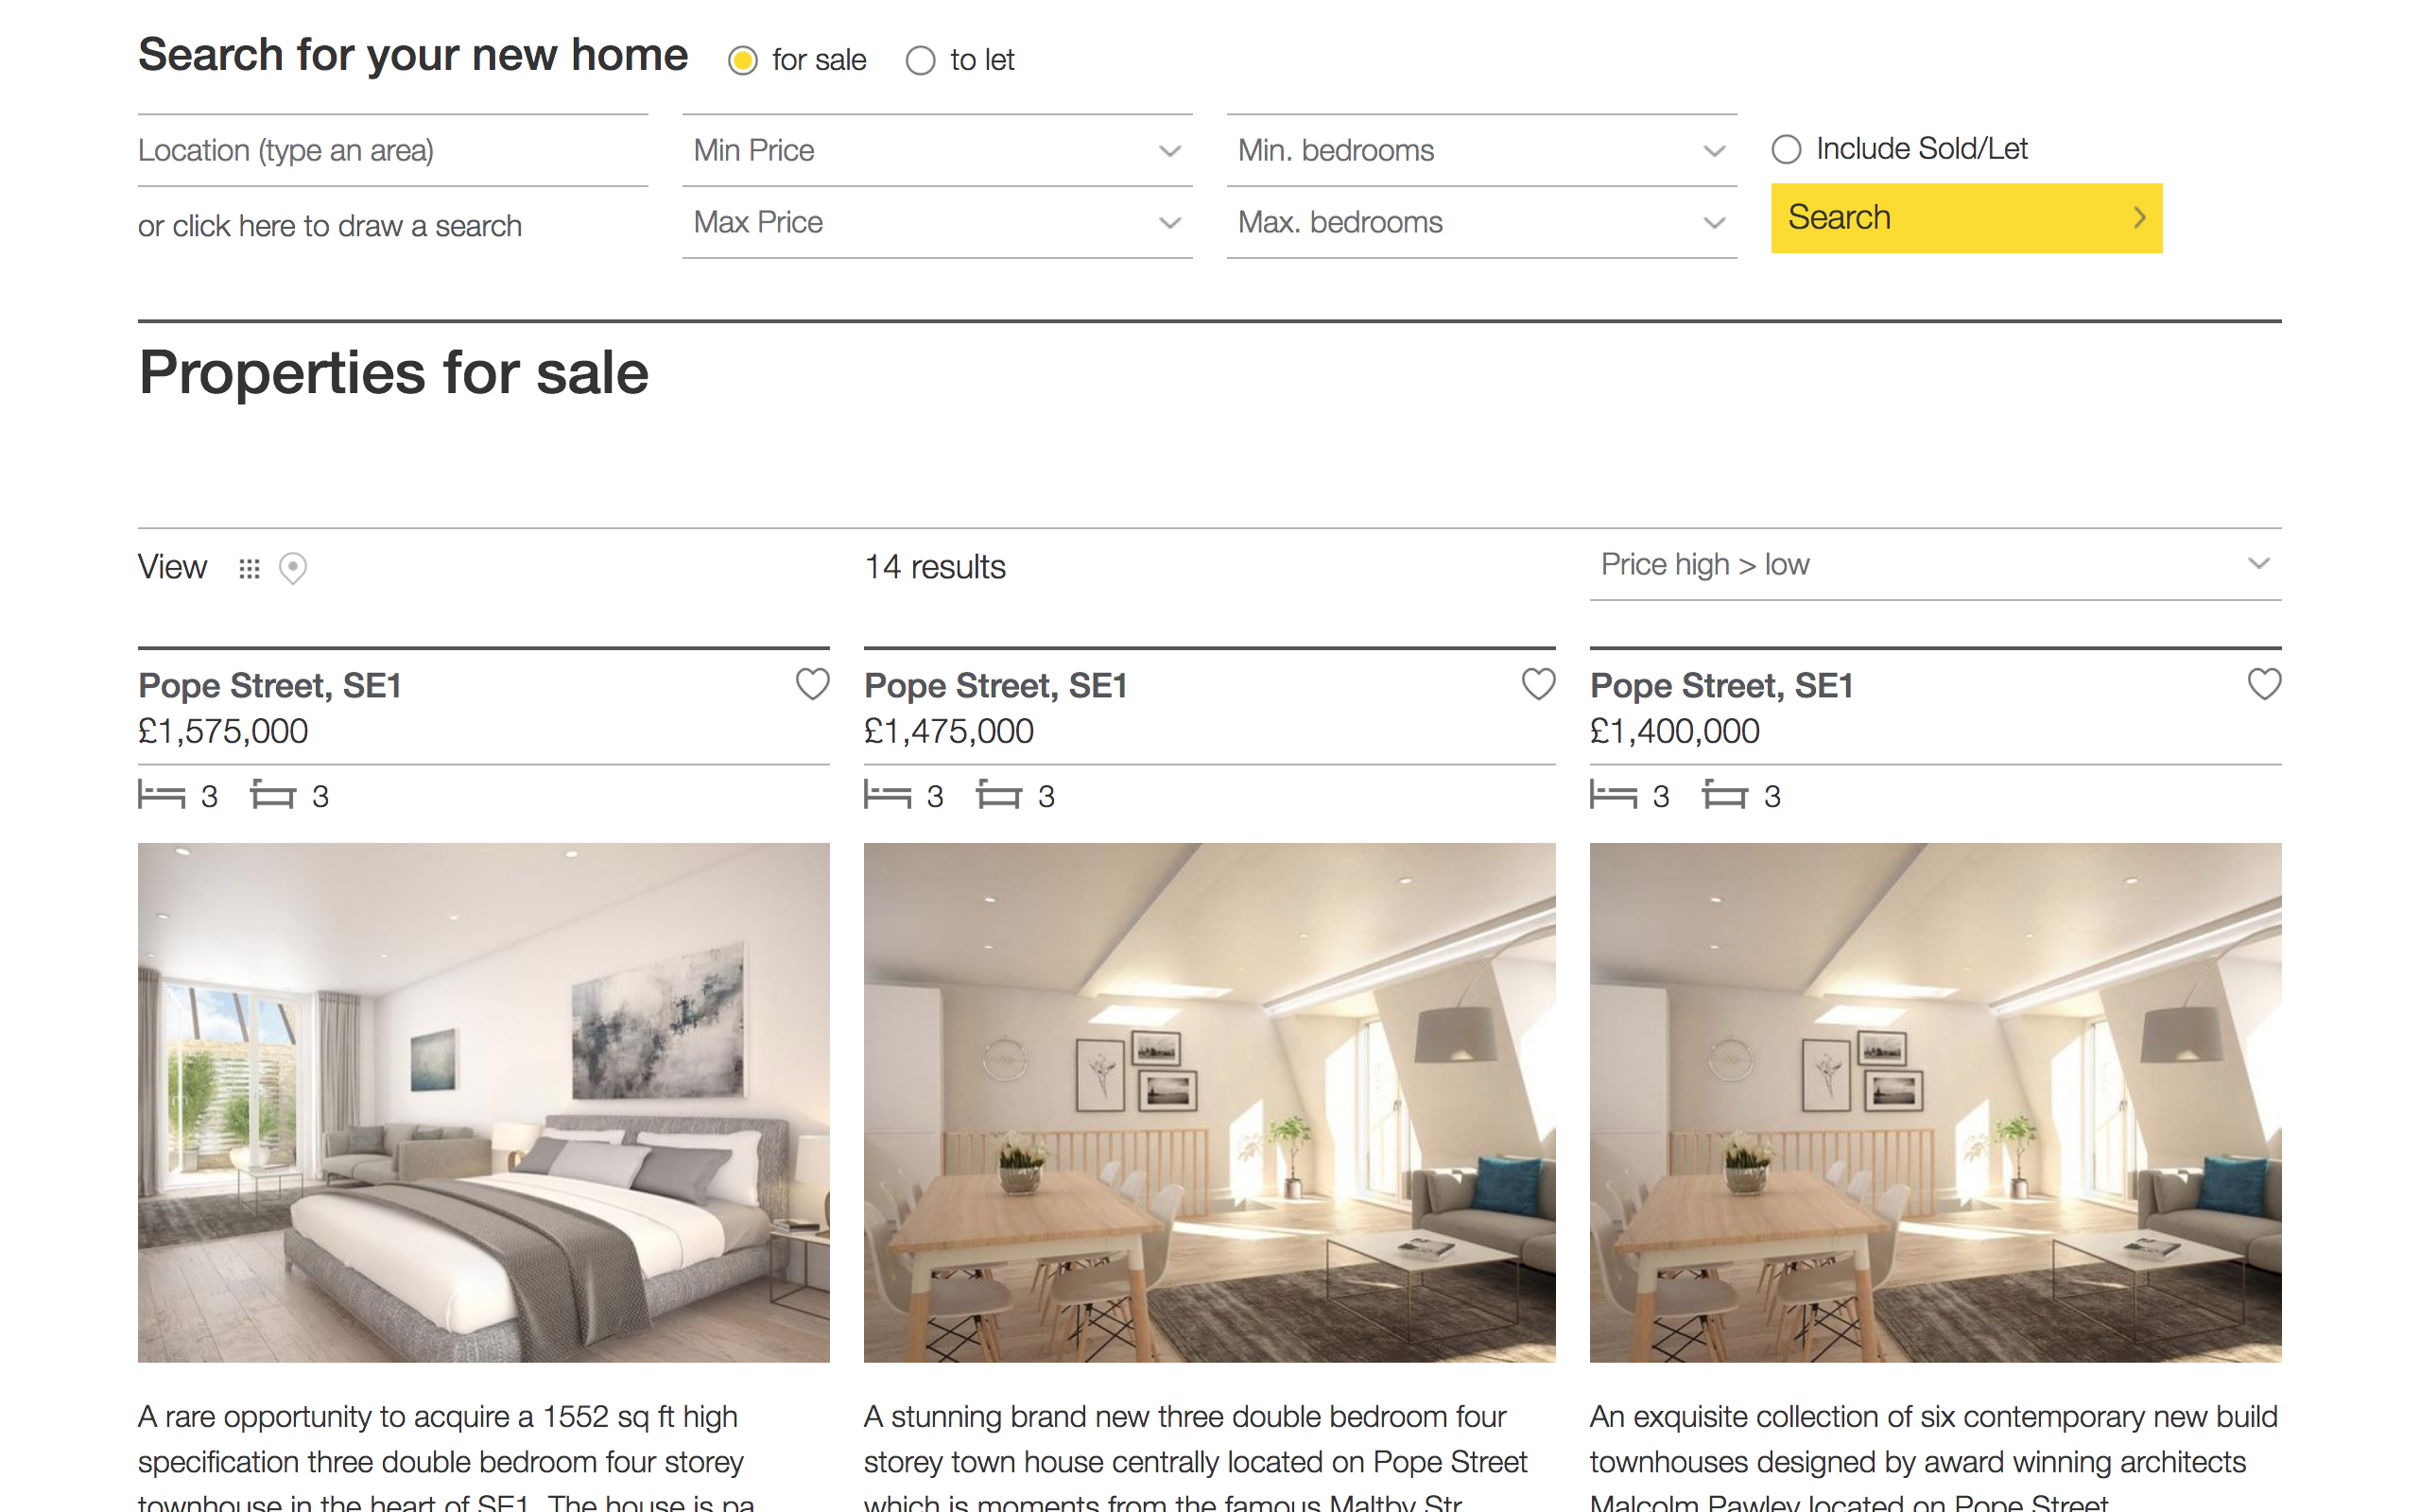 Search for your new home for sale to let
Location (type an area) Min Price Min. bedrooms Include Sold/Let
or click here to draw a search Max Price Max. bedrooms Search
Properties for sale
View 14 results Price high > low
Pope Street, SE1
£1,575,000
3 3
A rare opportunity to acquire a 1552 sq ft high
specification three double bedroom four storey
townhouse in the heart of SE1. The house is pa
Pope Street, SE1
£1,475,000
3 3
A stunning brand new three double bedroom four
storey town house centrally located on Pope Street
which is moments from the famous Maltby Str
Pope Street, SE1
£1,400,000
3 3
An exquisite collection of six contemporary new build
townhouses designed by award winning architects
Malcolm Pawley located on Pope Street